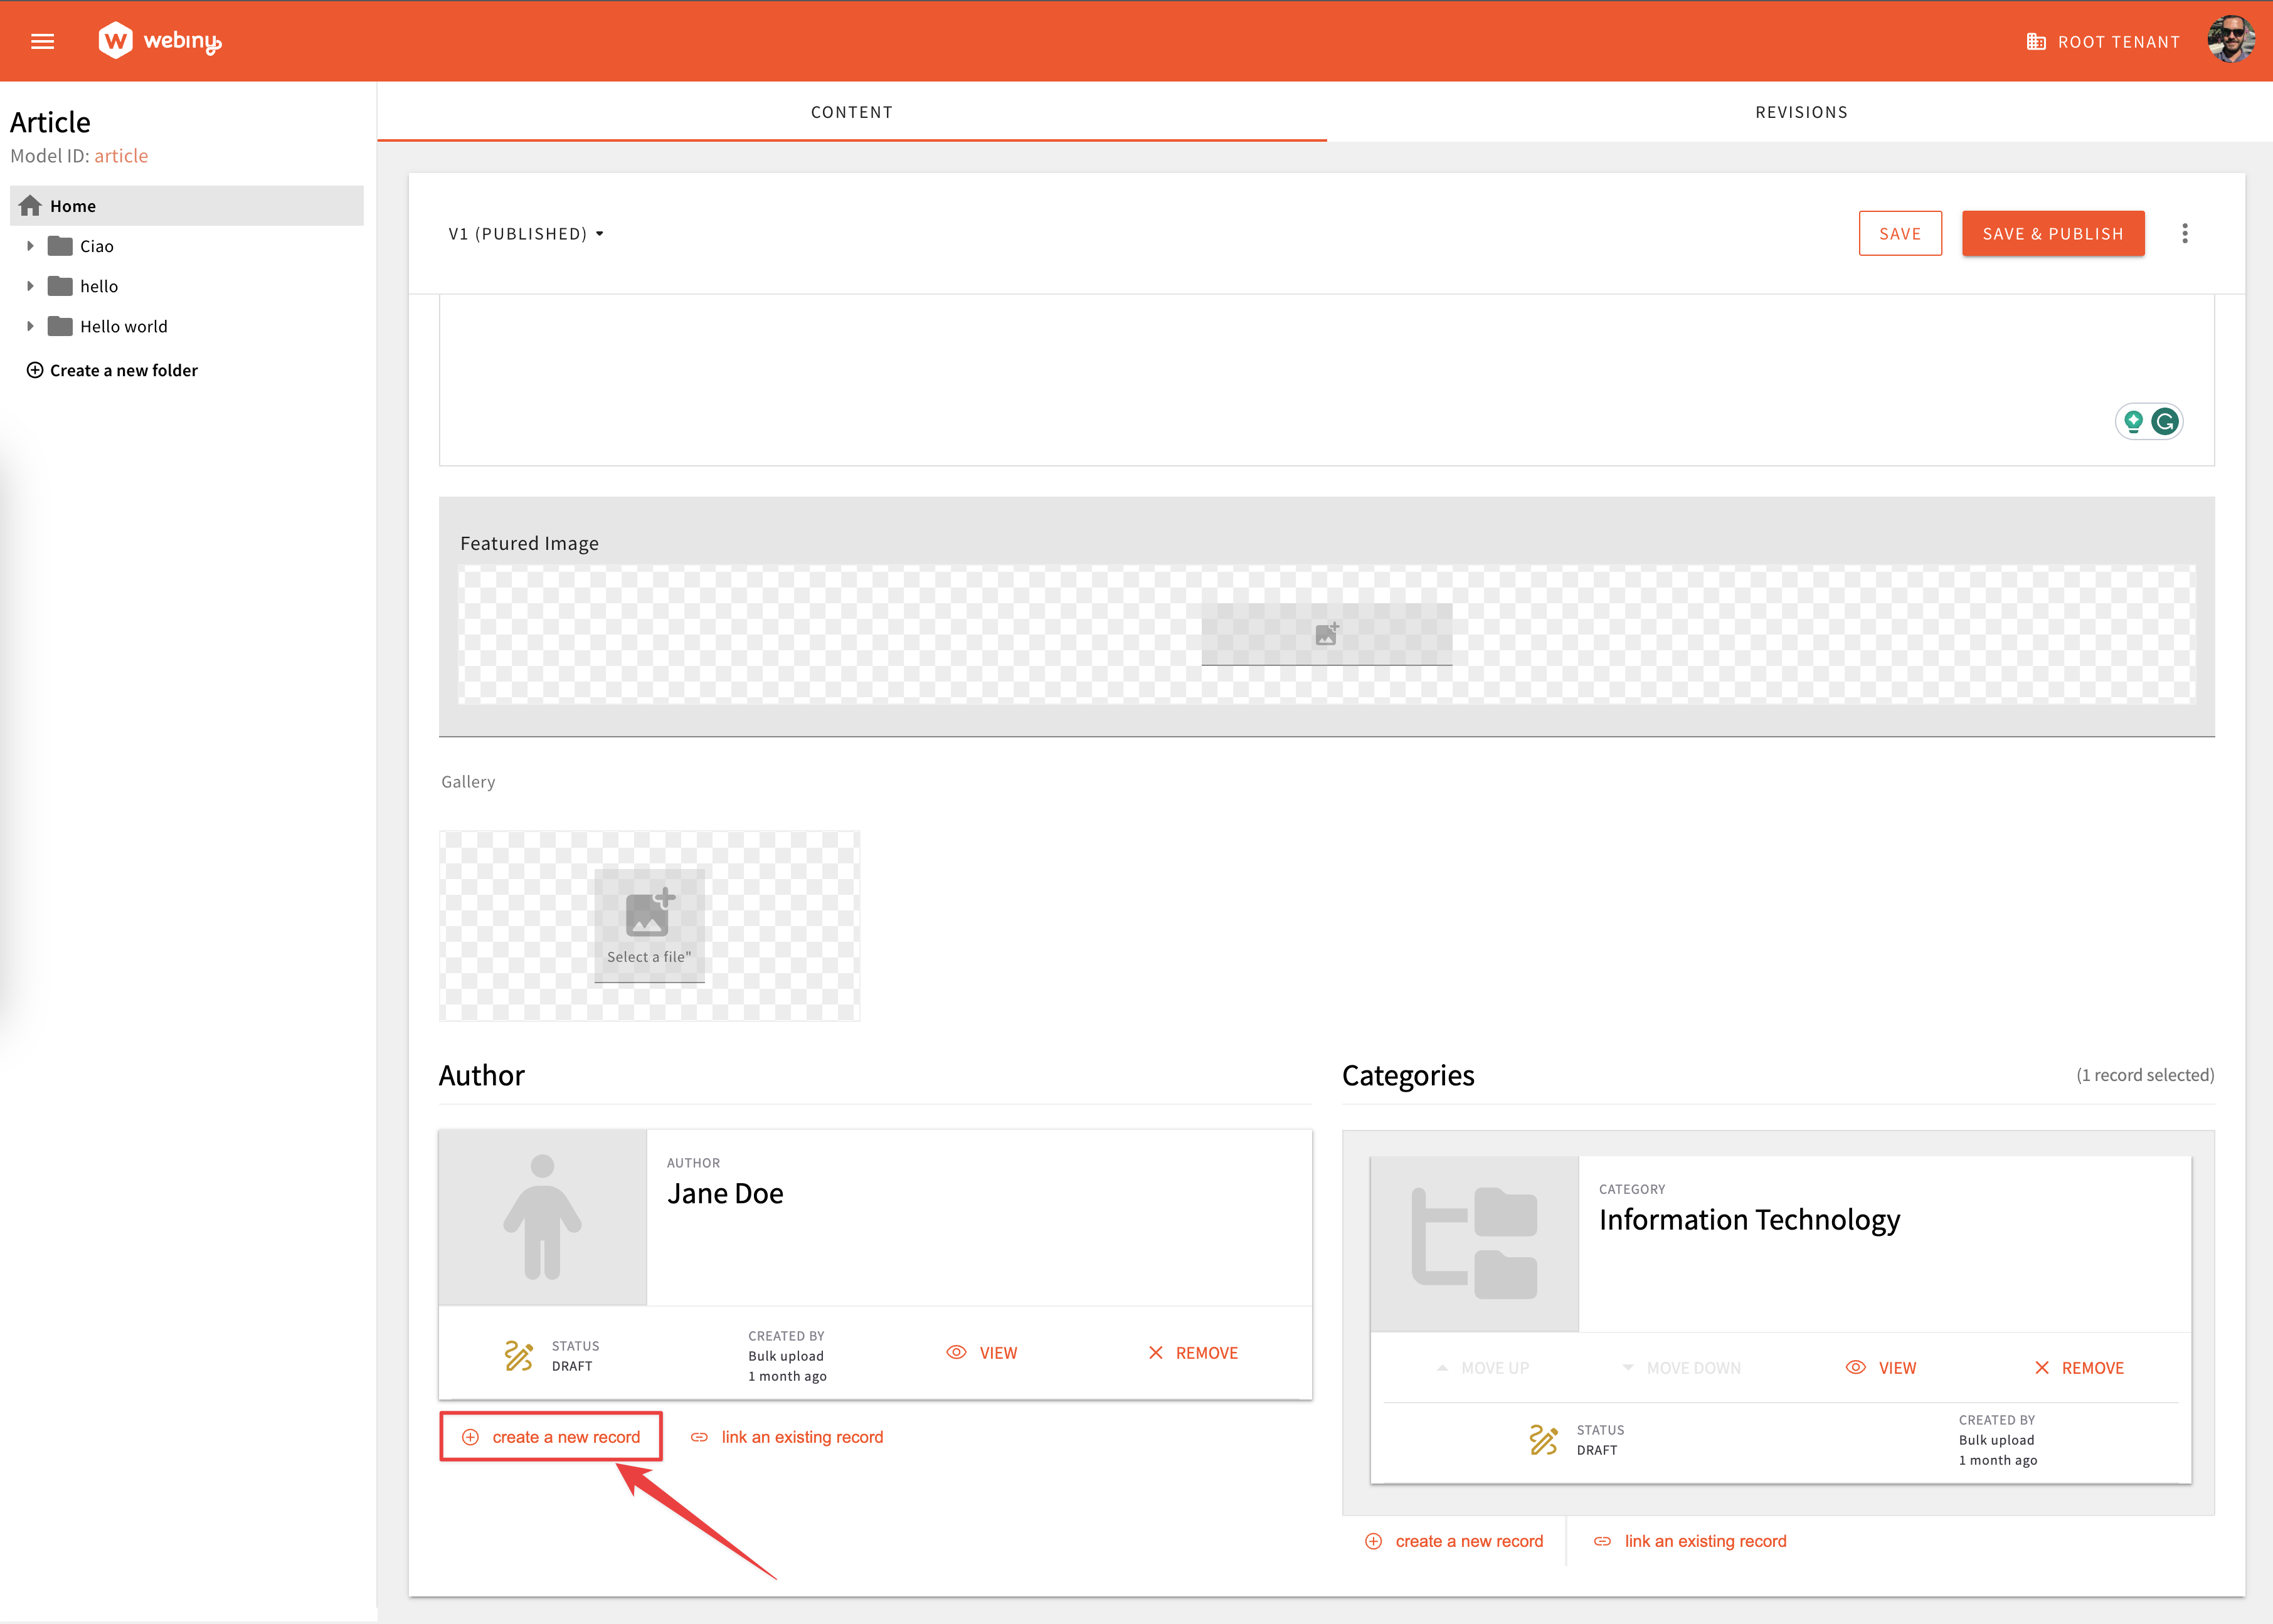 webiny
ROOT TENANT
Article
Model ID: article
Home
Ciao
hello
Hello world
Create a new folder
CONTENT
REVISIONS
V1 (PUBLISHED)
SAVE
SAVE & PUBLISH
Featured Image
Gallery
Select a file"
Author
AUTHOR
Jane Doe
STATUS
DRAFT
CREATED BY
Bulk upload
1 month ago
VIEW
REMOVE
create a new record
link an existing record
Categories
(1 record selected)
CATEGORY
Information Technology
MOVE UP
MOVE DOWN
VIEW
REMOVE
STATUS
DRAFT
CREATED BY
Bulk upload
1 month ago
create a new record
link an existing record